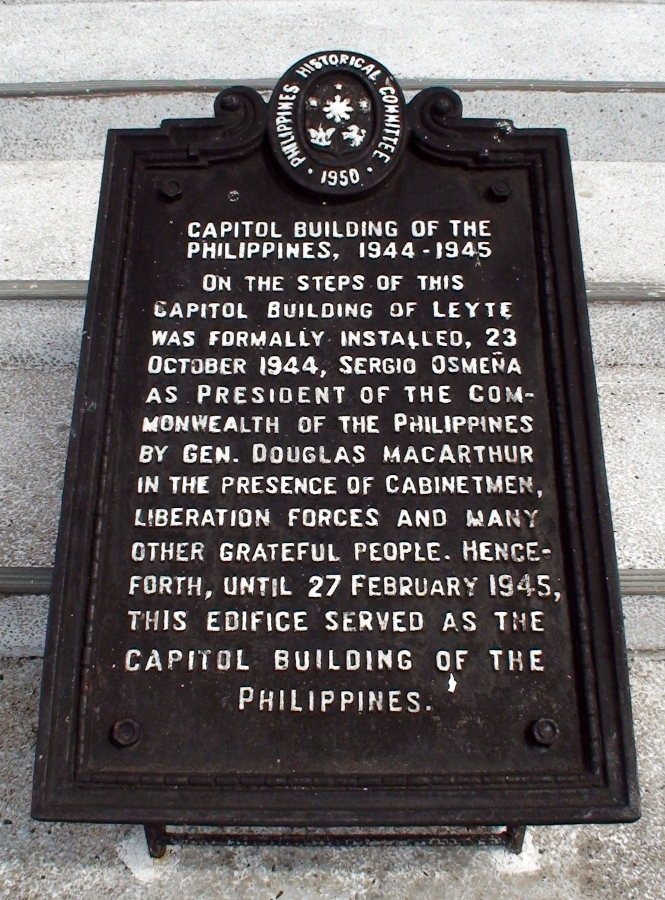 PHILIPPINES HISTORICAL COMMITTEE
• 1950 •
CAPITOL BUILDING OF THE
PHILIPPINES, 1944-1945
ON THE STEPS OF THIS
CAPITOL BUILDING OF LEYTE
WAS FORMALLY INSTALLED, 23
OCTOBER 1944, SERGIO OSMEÑA
AS PRESIDENT OF THE COM-
MONWEALTH OF THE PHILIPPINES
BY GEN. DOUGLAS MACARTHUR
IN THE PRESENCE OF CABINETMEN,
LIBERATION FORCES AND MANY
OTHER GRATEFUL PEOPLE. HENCE-
FORTH, UNTIL 27 FEBRUARY 1945,
THIS EDIFICE SERVED AS THE
CAPITOL BUILDING OF THE
PHILIPPINES.